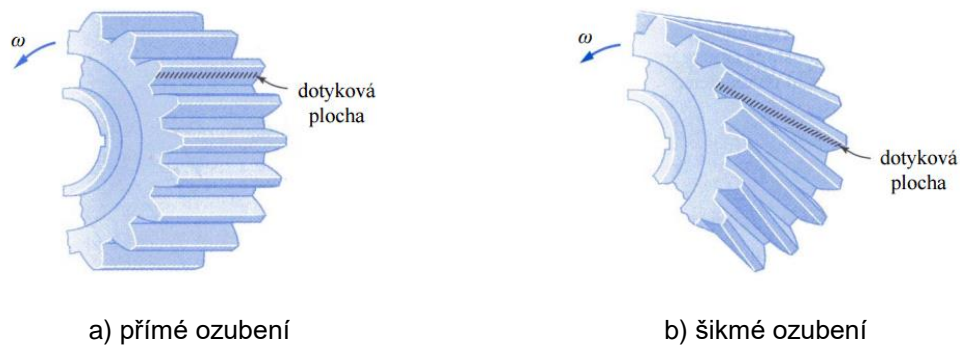 ω
dotyková
plocha
a) přímé ozubení
ω
dotyková
plocha
b) šikmé ozubení